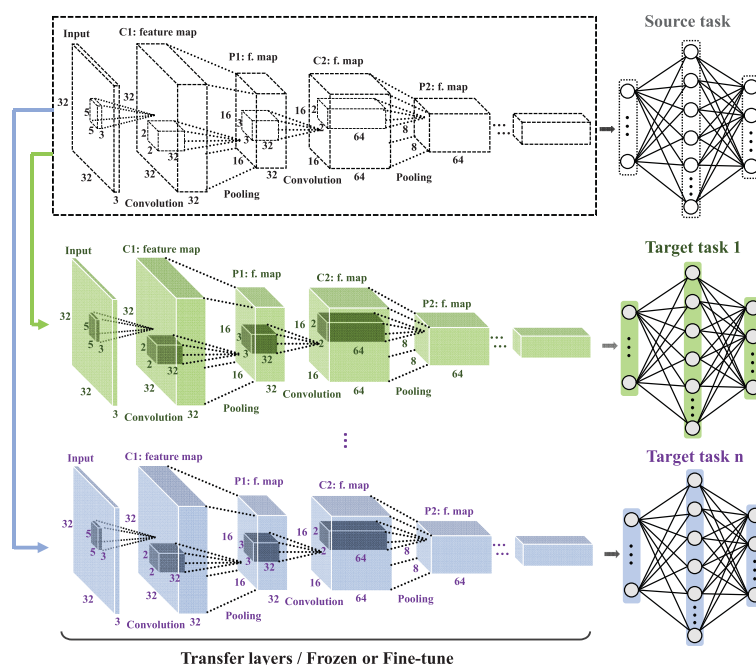 Source task
Input
C1: feature map
P1: f. map
C2: f. map
P2: f. map
32
5
5
3
32
3
32
2
2
32
32
Convolution
16
3
3
32
16
32
Pooling
2
2
64
16
64
Convolution
8
8
64
Pooling
Target task 1
Input
C1: feature map
P1: f. map
C2: f. map
P2: f. map
32
5
3
32
3
32
2
2
32
32
Convolution
16
3
32
16
32
Pooling
2
2
64
16
64
Convolution
8
8
64
Pooling
Target task n
Input
C1: feature map
P1: f. map
C2: f. map
P2: f. map
32
5
5
3
32
3
32
2
2
32
32
Convolution
16
3
3
32
16
32
Pooling
2
2
64
16
64
Convolution
8
8
64
Pooling
Transfer layers / Frozen or Fine-tune